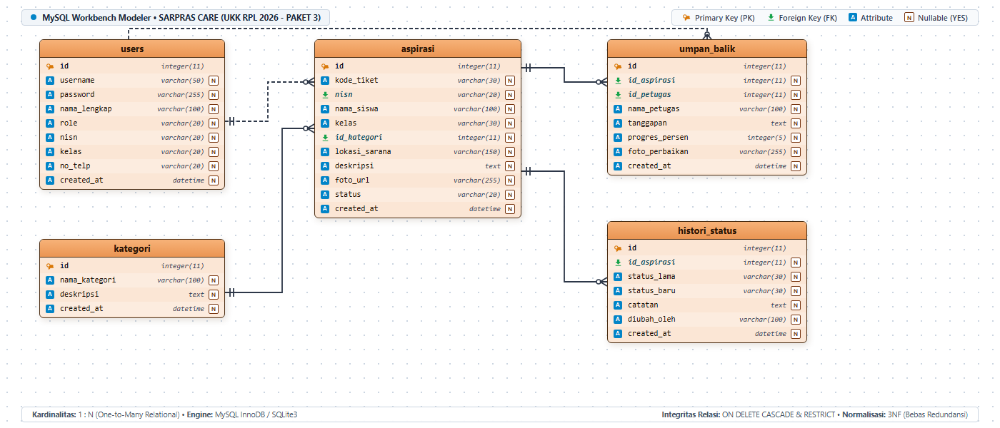 MySQL Workbench Modeler • SARPRAS CARE (UKK RPL 2026 - PAKET 3)
Primary Key (PK) Foreign Key (FK) A Attribute N Nullable (YES)
users
id integer(11)
A username varchar(50) N
A password varchar(255) N
A nama_lengkap varchar(100) N
A role varchar(20) N
A nisn varchar(20) N
A kelas varchar(20) N
A no_telp varchar(20) N
A created_at datetime N
aspirasi
id integer(11)
A kode_tiket varchar(30) N
nisn varchar(20) N
A nama_siswa varchar(100) N
A kelas varchar(30) N
id_kategori integer(11) N
A lokasi_sarana varchar(150) N
A deskripsi text N
A foto_url varchar(255) N
A status varchar(20) N
A created_at datetime N
umpan_balik
id integer(11)
id_aspirasi integer(11) N
id_petugas integer(11) N
A nama_petugas varchar(100) N
A tanggapan text N
A progres_persen integer(5) N
A foto_perbaikan varchar(255) N
A created_at datetime N
kategori
id integer(11)
A nama_kategori varchar(100) N
A deskripsi text N
A created_at datetime N
histori_status
id integer(11)
id_aspirasi integer(11) N
A status_lama varchar(30) N
A status_baru varchar(30) N
A catatan text N
A diubah_oleh varchar(100) N
A created_at datetime N
Kardinalitas: 1 : N (One-to-Many Relational) • Engine: MySQL InnoDB / SQLite3
Integritas Relasi: ON DELETE CASCADE & RESTRICT • Normalisasi: 3NF (Bebas Redundansi)